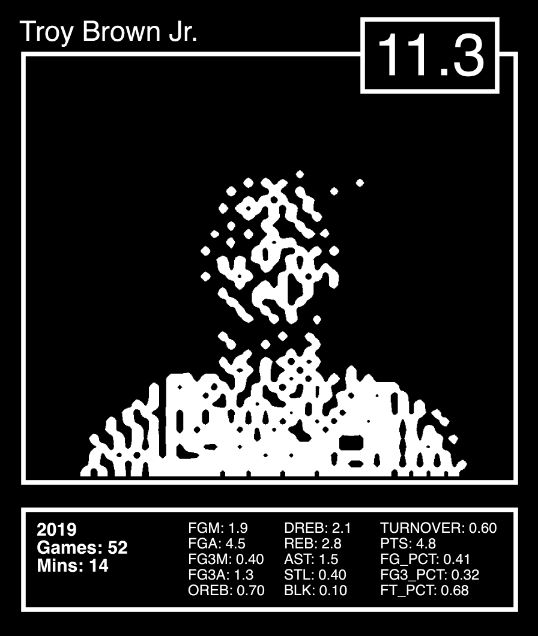 Troy Brown Jr.
11.3
2019
Games: 52
Mins: 14
FGM: 1.9
FGA: 4.5
FG3M: 0.40
FG3A: 1.3
OREB: 0.70
DREB: 2.1
REB: 2.8
AST: 1.5
STL: 0.40
BLK: 0.10
TURNOVER: 0.60
PTS: 4.8
FG_PCT: 0.41
FG3_PCT: 0.32
FT_PCT: 0.68